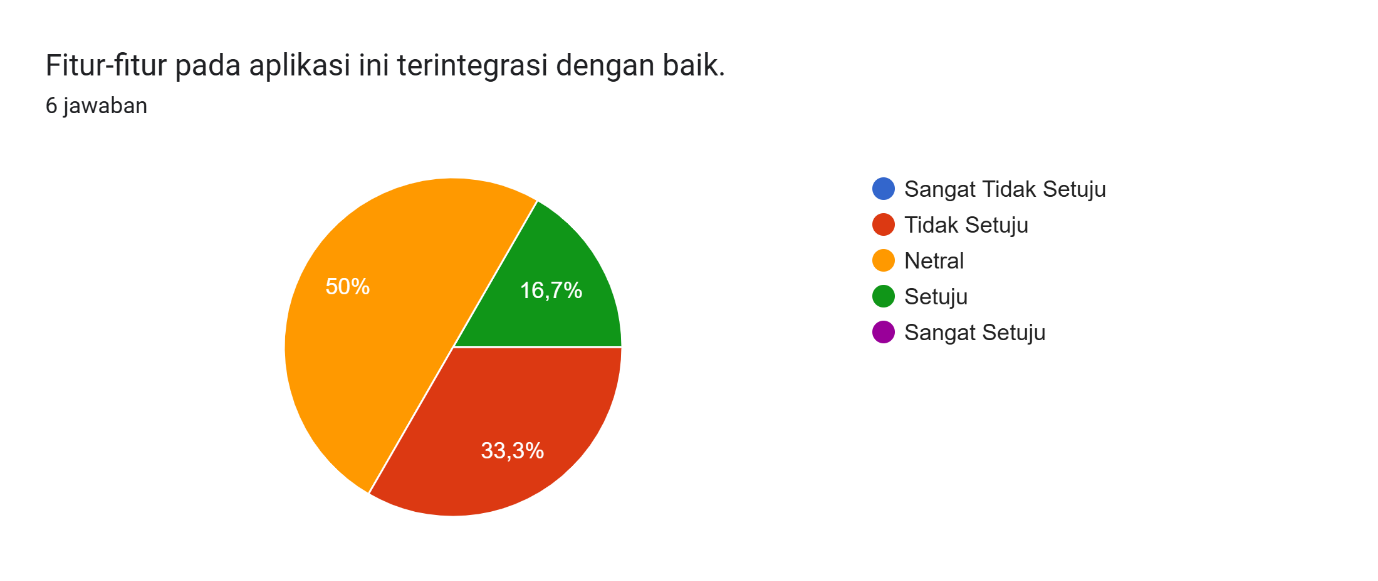 Fitur-fitur pada aplikasi ini terintegrasi dengan baik.
6 jawaban
50%
16,7%
33,3%
Sangat Tidak Setuju
Tidak Setuju
Netral
Setuju
Sangat Setuju